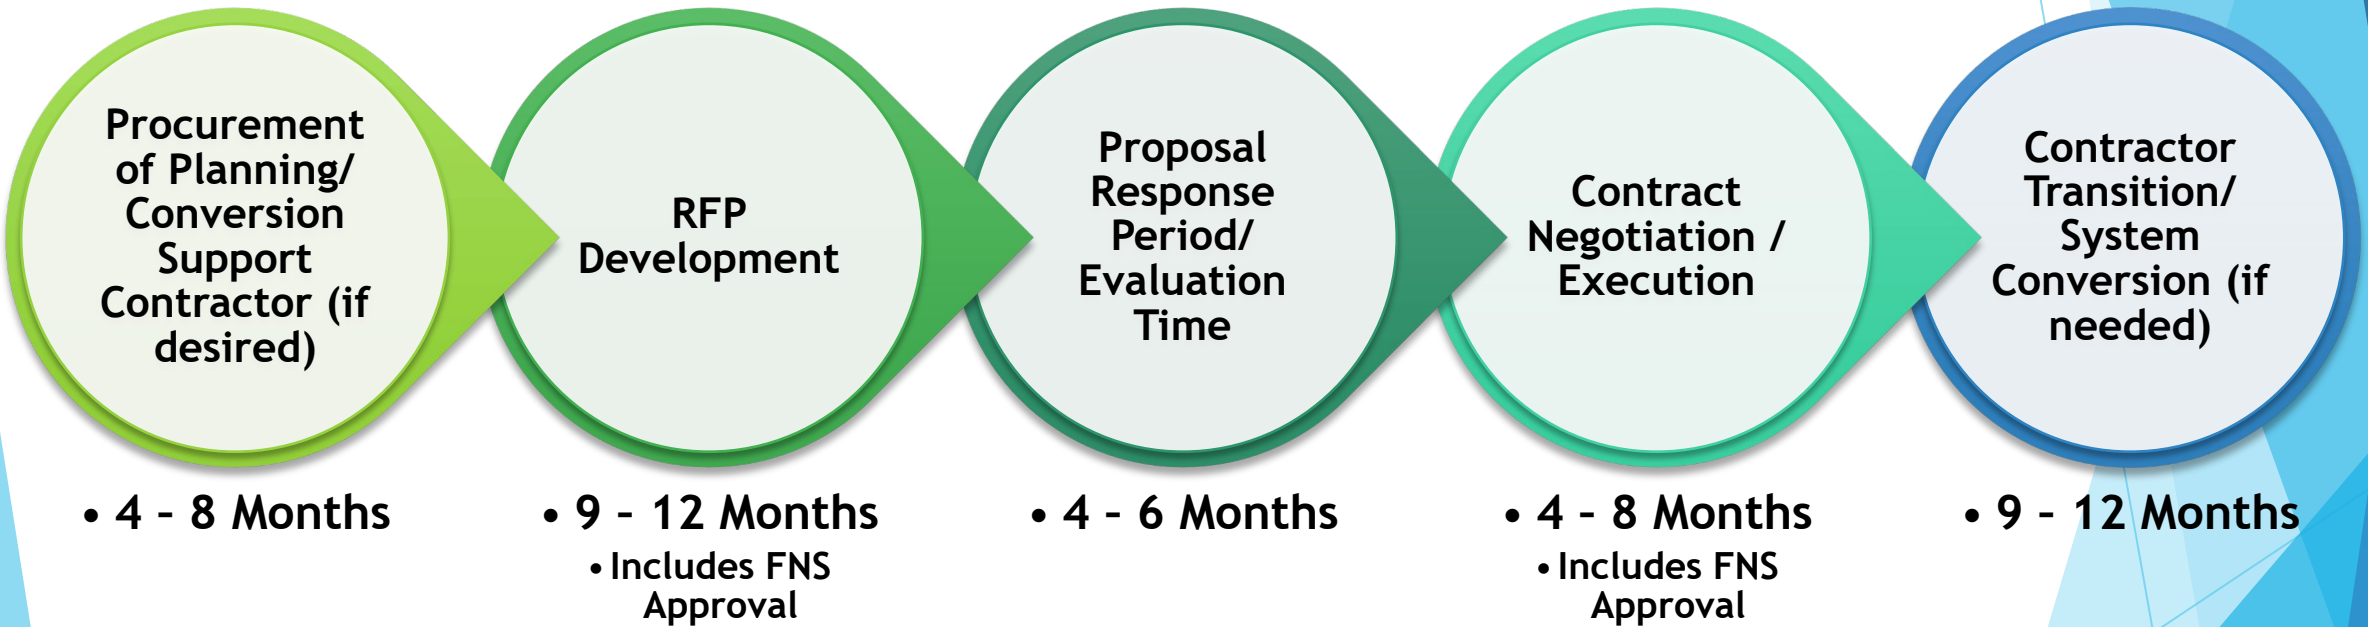 Procurement
of Planning/
Conversion
Support
Contractor (if
desired)
• 4 – 8 Months
RFP
Development
• 9 – 12 Months
• Includes FNS
Approval
Proposal
Response
Period/
Evaluation
Time
• 4 – 6 Months
Contract
Negotiation /
Execution
• 4 – 8 Months
• Includes FNS
Approval
Contractor
Transition/
System
Conversion (if
needed)
• 9 – 12 Months